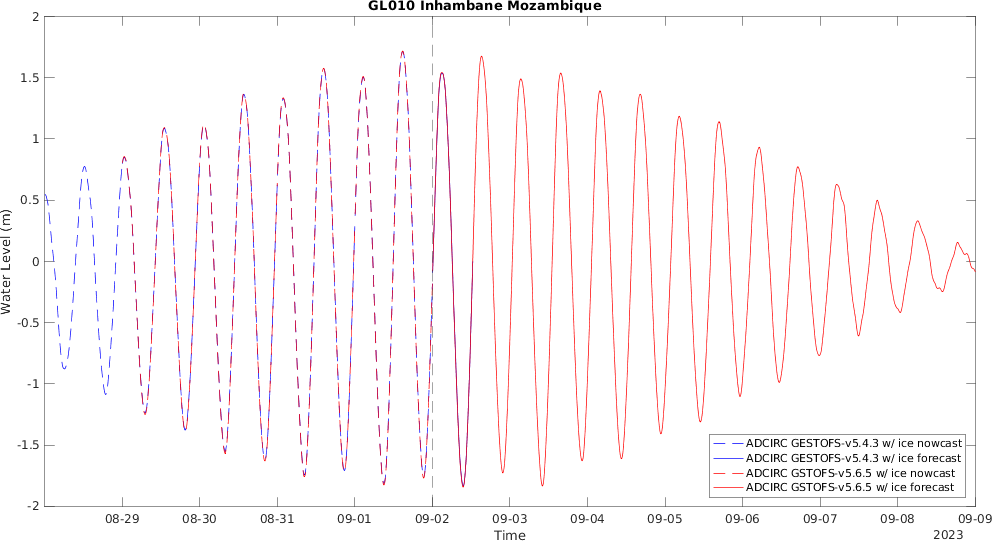 GL010 Inhambane Mozambique
2
1.5
1
0.5
0
-0.5
-1
-1.5
-2
Water Level (m)
ADCIRC GESTOFS-v5.4.3 w/ ice nowcast
ADCIRC GESTOFS-v5.4.3 w/ ice forecast
ADCIRC GSTOFS-v5.6.5 w/ ice nowcast
ADCIRC GSTOFS-v5.6.5 w/ ice forecast
08-29 08-30 08-31 09-01 09-02 09-03 09-04 09-05 09-06 09-07 09-08 09-09
Time
2023